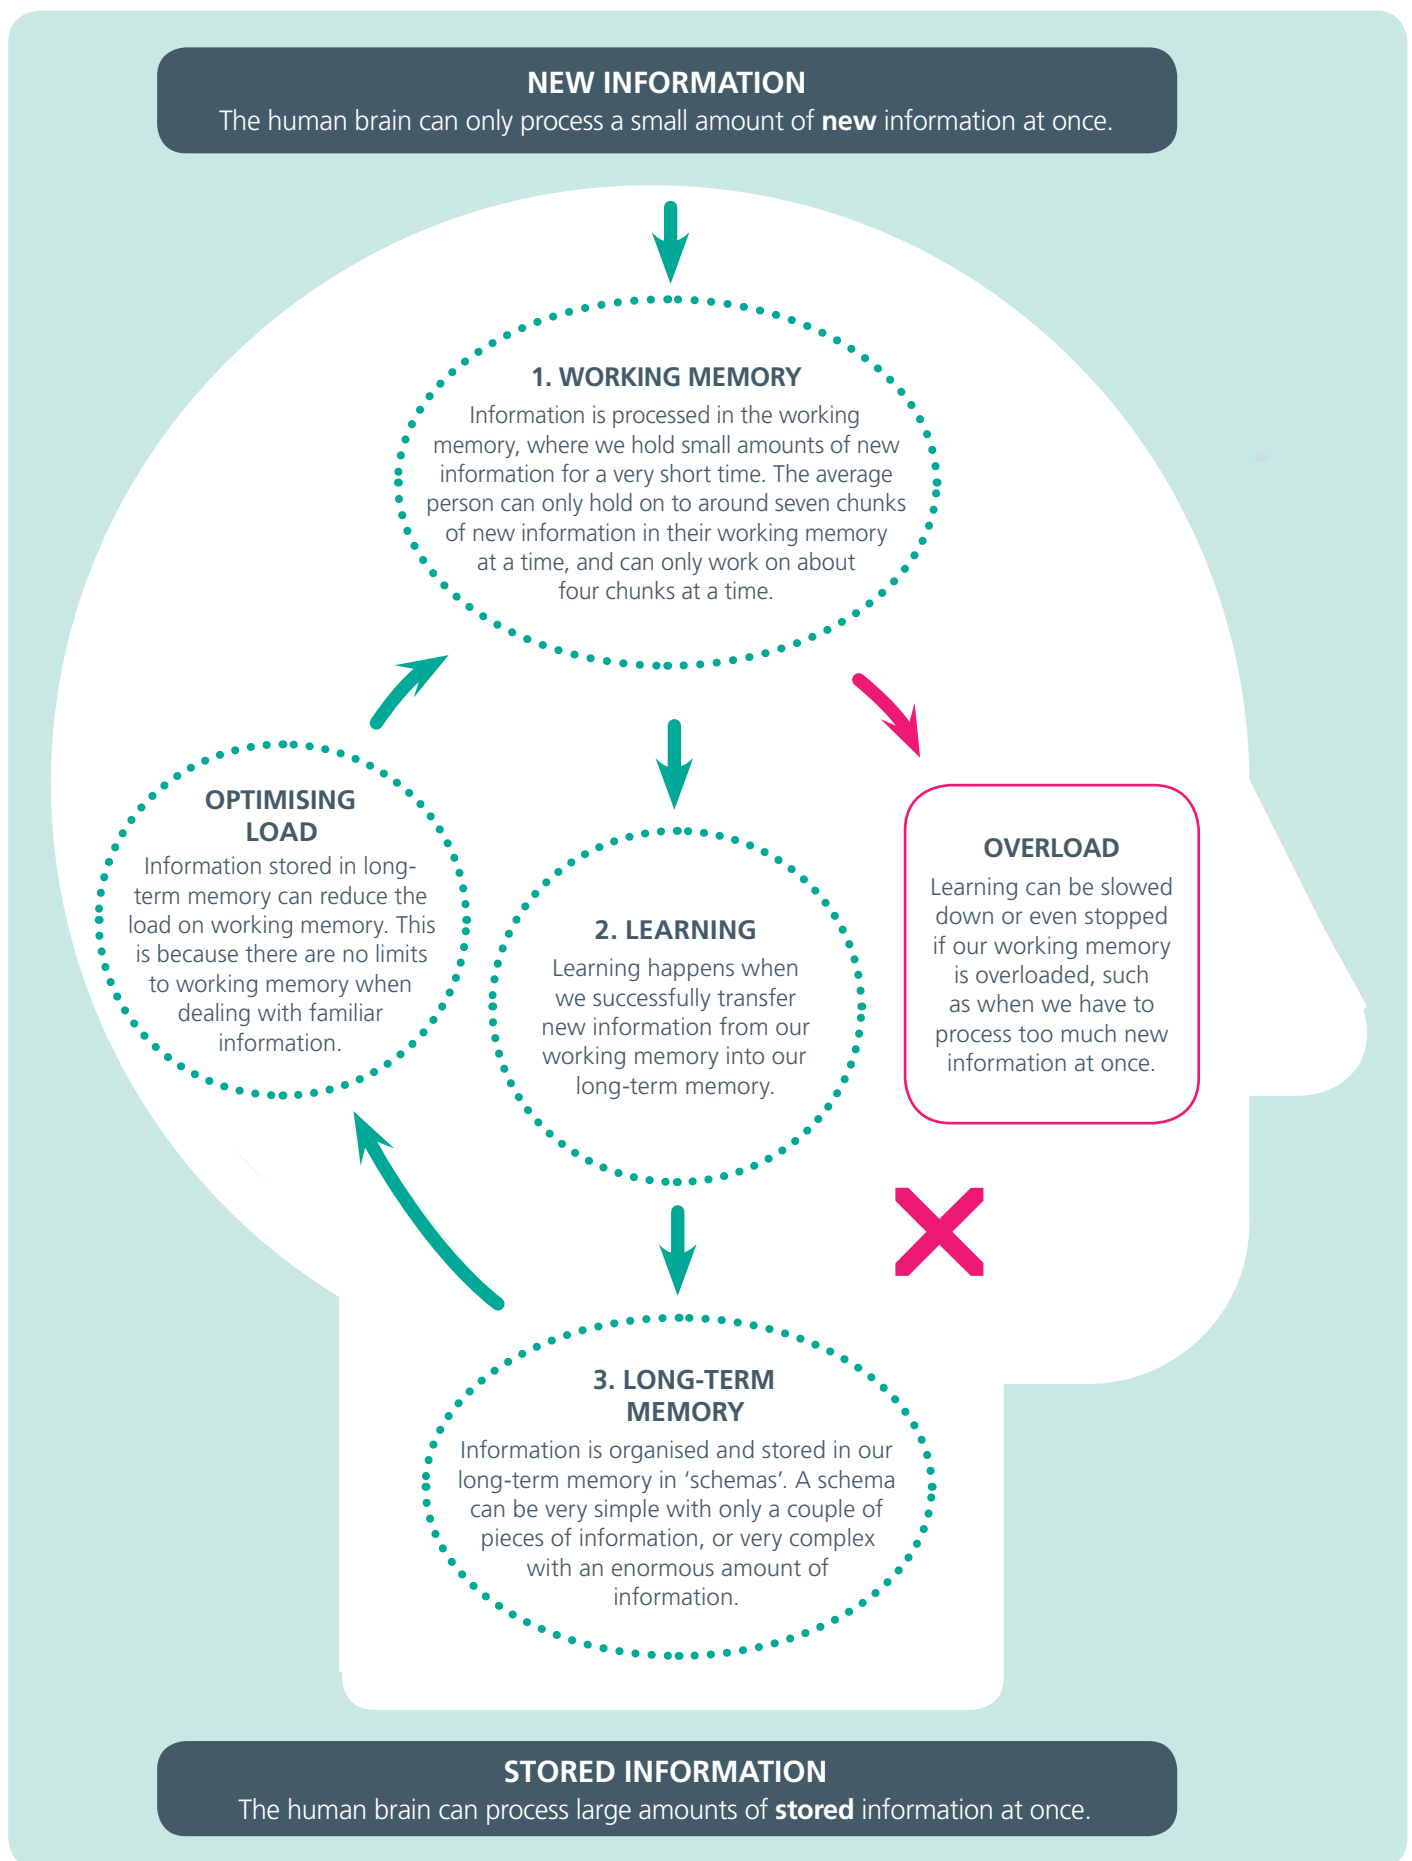 NEW INFORMATION
The human brain can only process a small amount of new information at once.
1. WORKING MEMORY
Information is processed in the working
memory, where we hold small amounts of new
information for a very short time. The average
person can only hold on to around seven chunks
of new information in their working memory
at a time, and can only work on about
four chunks at a time.
OPTIMISING
LOAD
Information stored in long-
term memory can reduce the
load on working memory. This
is because there are no limits
to working memory when
dealing with familiar
information.
2. LEARNING
Learning happens when
we successfully transfer
new information from our
working memory into our
long-term memory.
OVERLOAD
Learning can be slowed
down or even stopped
if our working memory
is overloaded, such
as when we have to
process too much new
information at once.
3. LONG-TERM
MEMORY
Information is organised and stored in our
long-term memory in ‘schemas’. A schema
can be very simple with only a couple of
pieces of information, or very complex
with an enormous amount of
information.
STORED INFORMATION
The human brain can process large amounts of stored information at once.